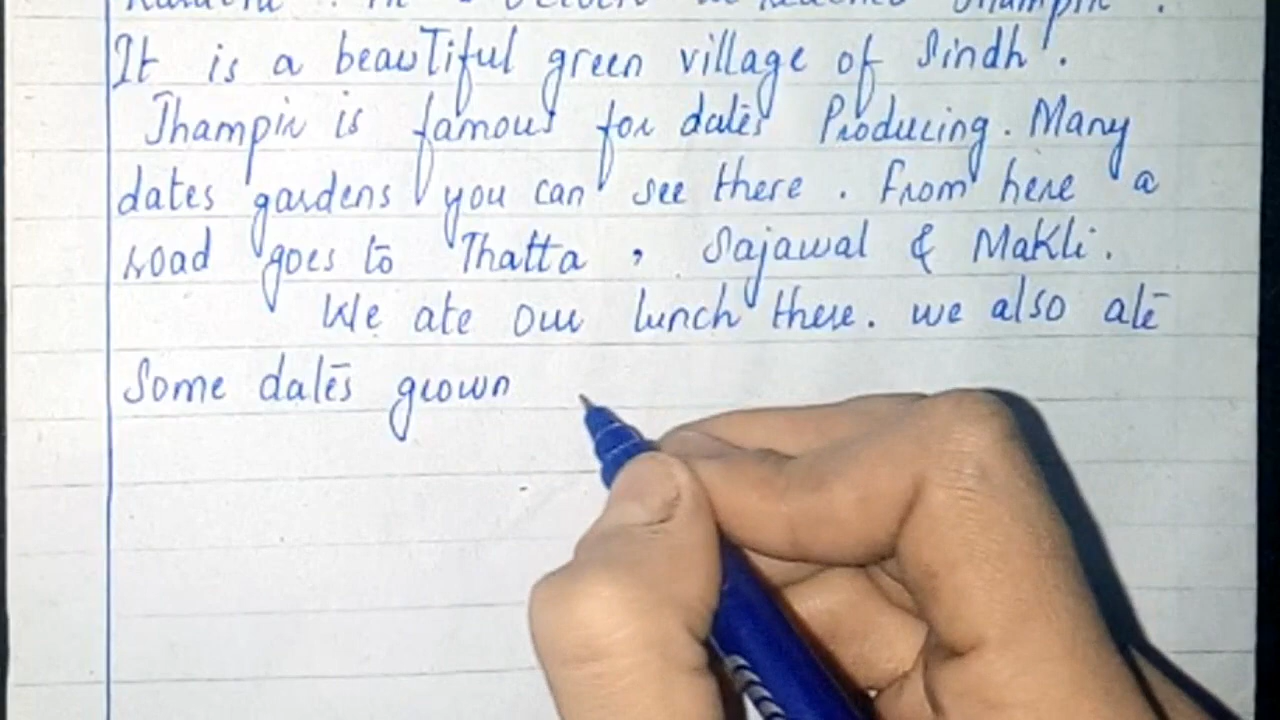 It is a beautiful green village of Sindh.
Jhampir is famous for dates Producing. Many
dates gardens you can see there. From here a
road goes to Thatta, Sajawal & Makli.
We ate our lunch there. we also ate
Some dates grown